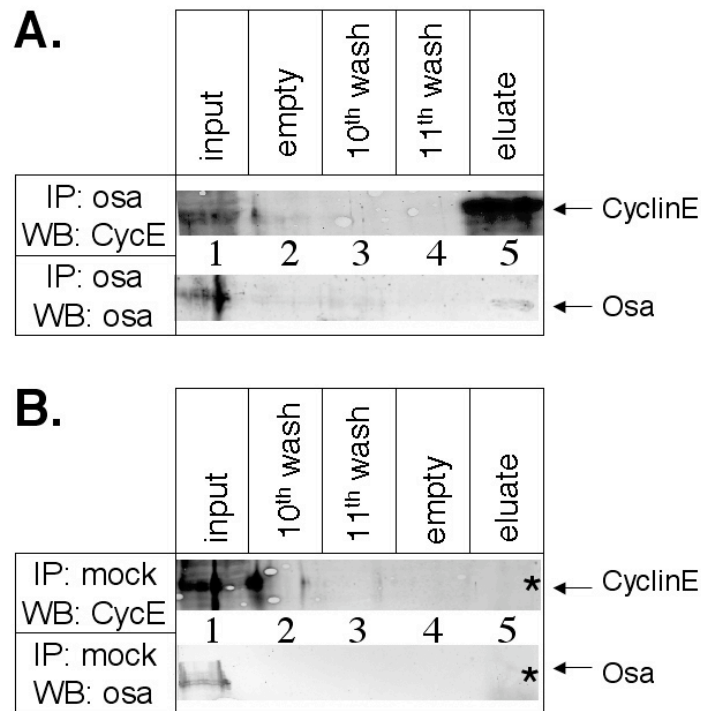 A.
input
empty
10th wash
11th wash
eluate
IP: osa
WB: CycE
CyclinE
1 2 3 4 5
IP: osa
WB: osa
Osa
B.
input
10th wash
11th wash
empty
eluate
IP: mock
WB: CycE
*
CyclinE
1 2 3 4 5
IP: mock
WB: osa
*
Osa